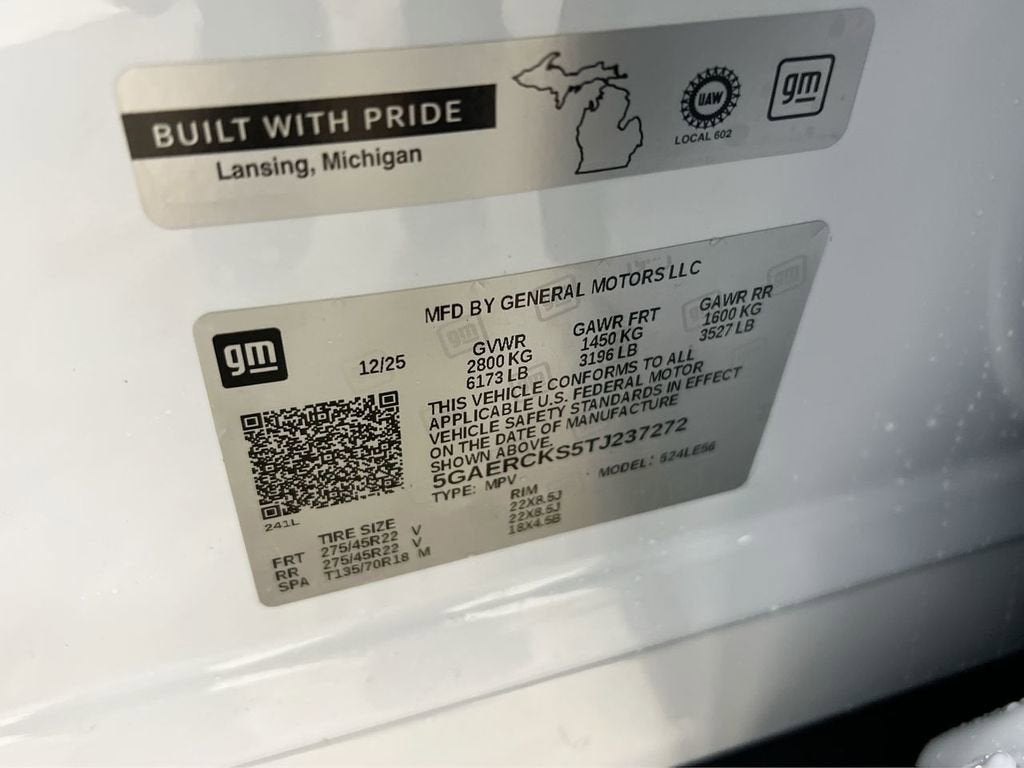 BUILT WITH PRIDE
Lansing, Michigan
UAW
LOCAL 602
gm
MFD BY GENERAL MOTORS LLC
gm
12/25
GVWR
2800 KG
6173 LB
GAWR FRT
1450 KG
3196 LB
GAWR RR
1600 KG
3527 LB
THIS VEHICLE CONFORMS TO ALL
APPLICABLE U.S. FEDERAL MOTOR
VEHICLE SAFETY STANDARDS IN EFFECT
ON THE DATE OF MANUFACTURE
SHOWN ABOVE.
5GAERCKS5TJ237272
TYPE: MPV
MODEL: 524LE56
241L
TIRE SIZE
RIM
FRT 275/45R22 V 22X8.5J
RR 275/45R22 V 22X8.5J
SPA T135/70R18 M 18X4.5B